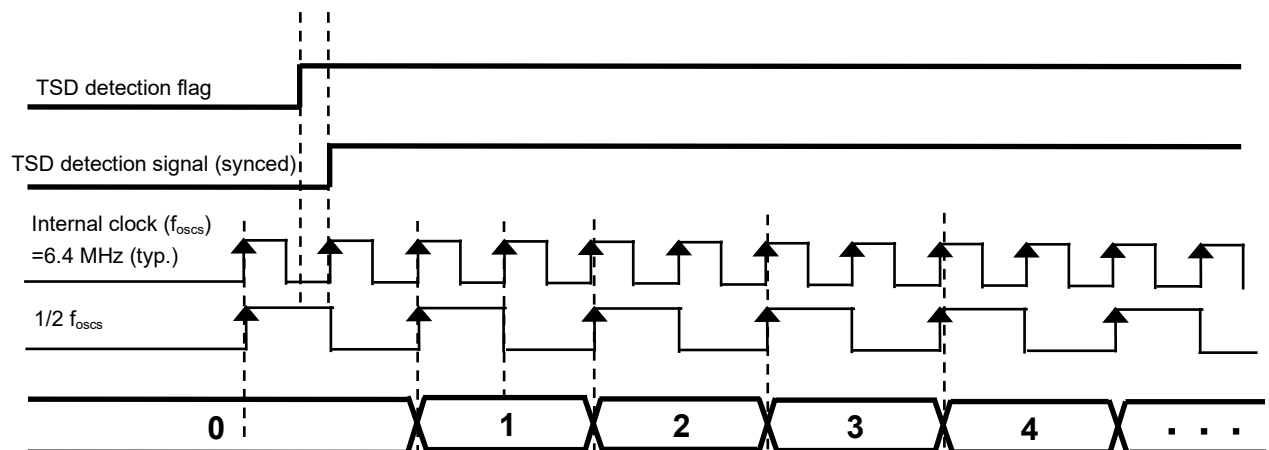 TSD detection flag
TSD detection signal (synced)
Internal clock (foscs)
=6.4 MHz (typ.)
1/2 foscs
0 1 2 3 4 . . .